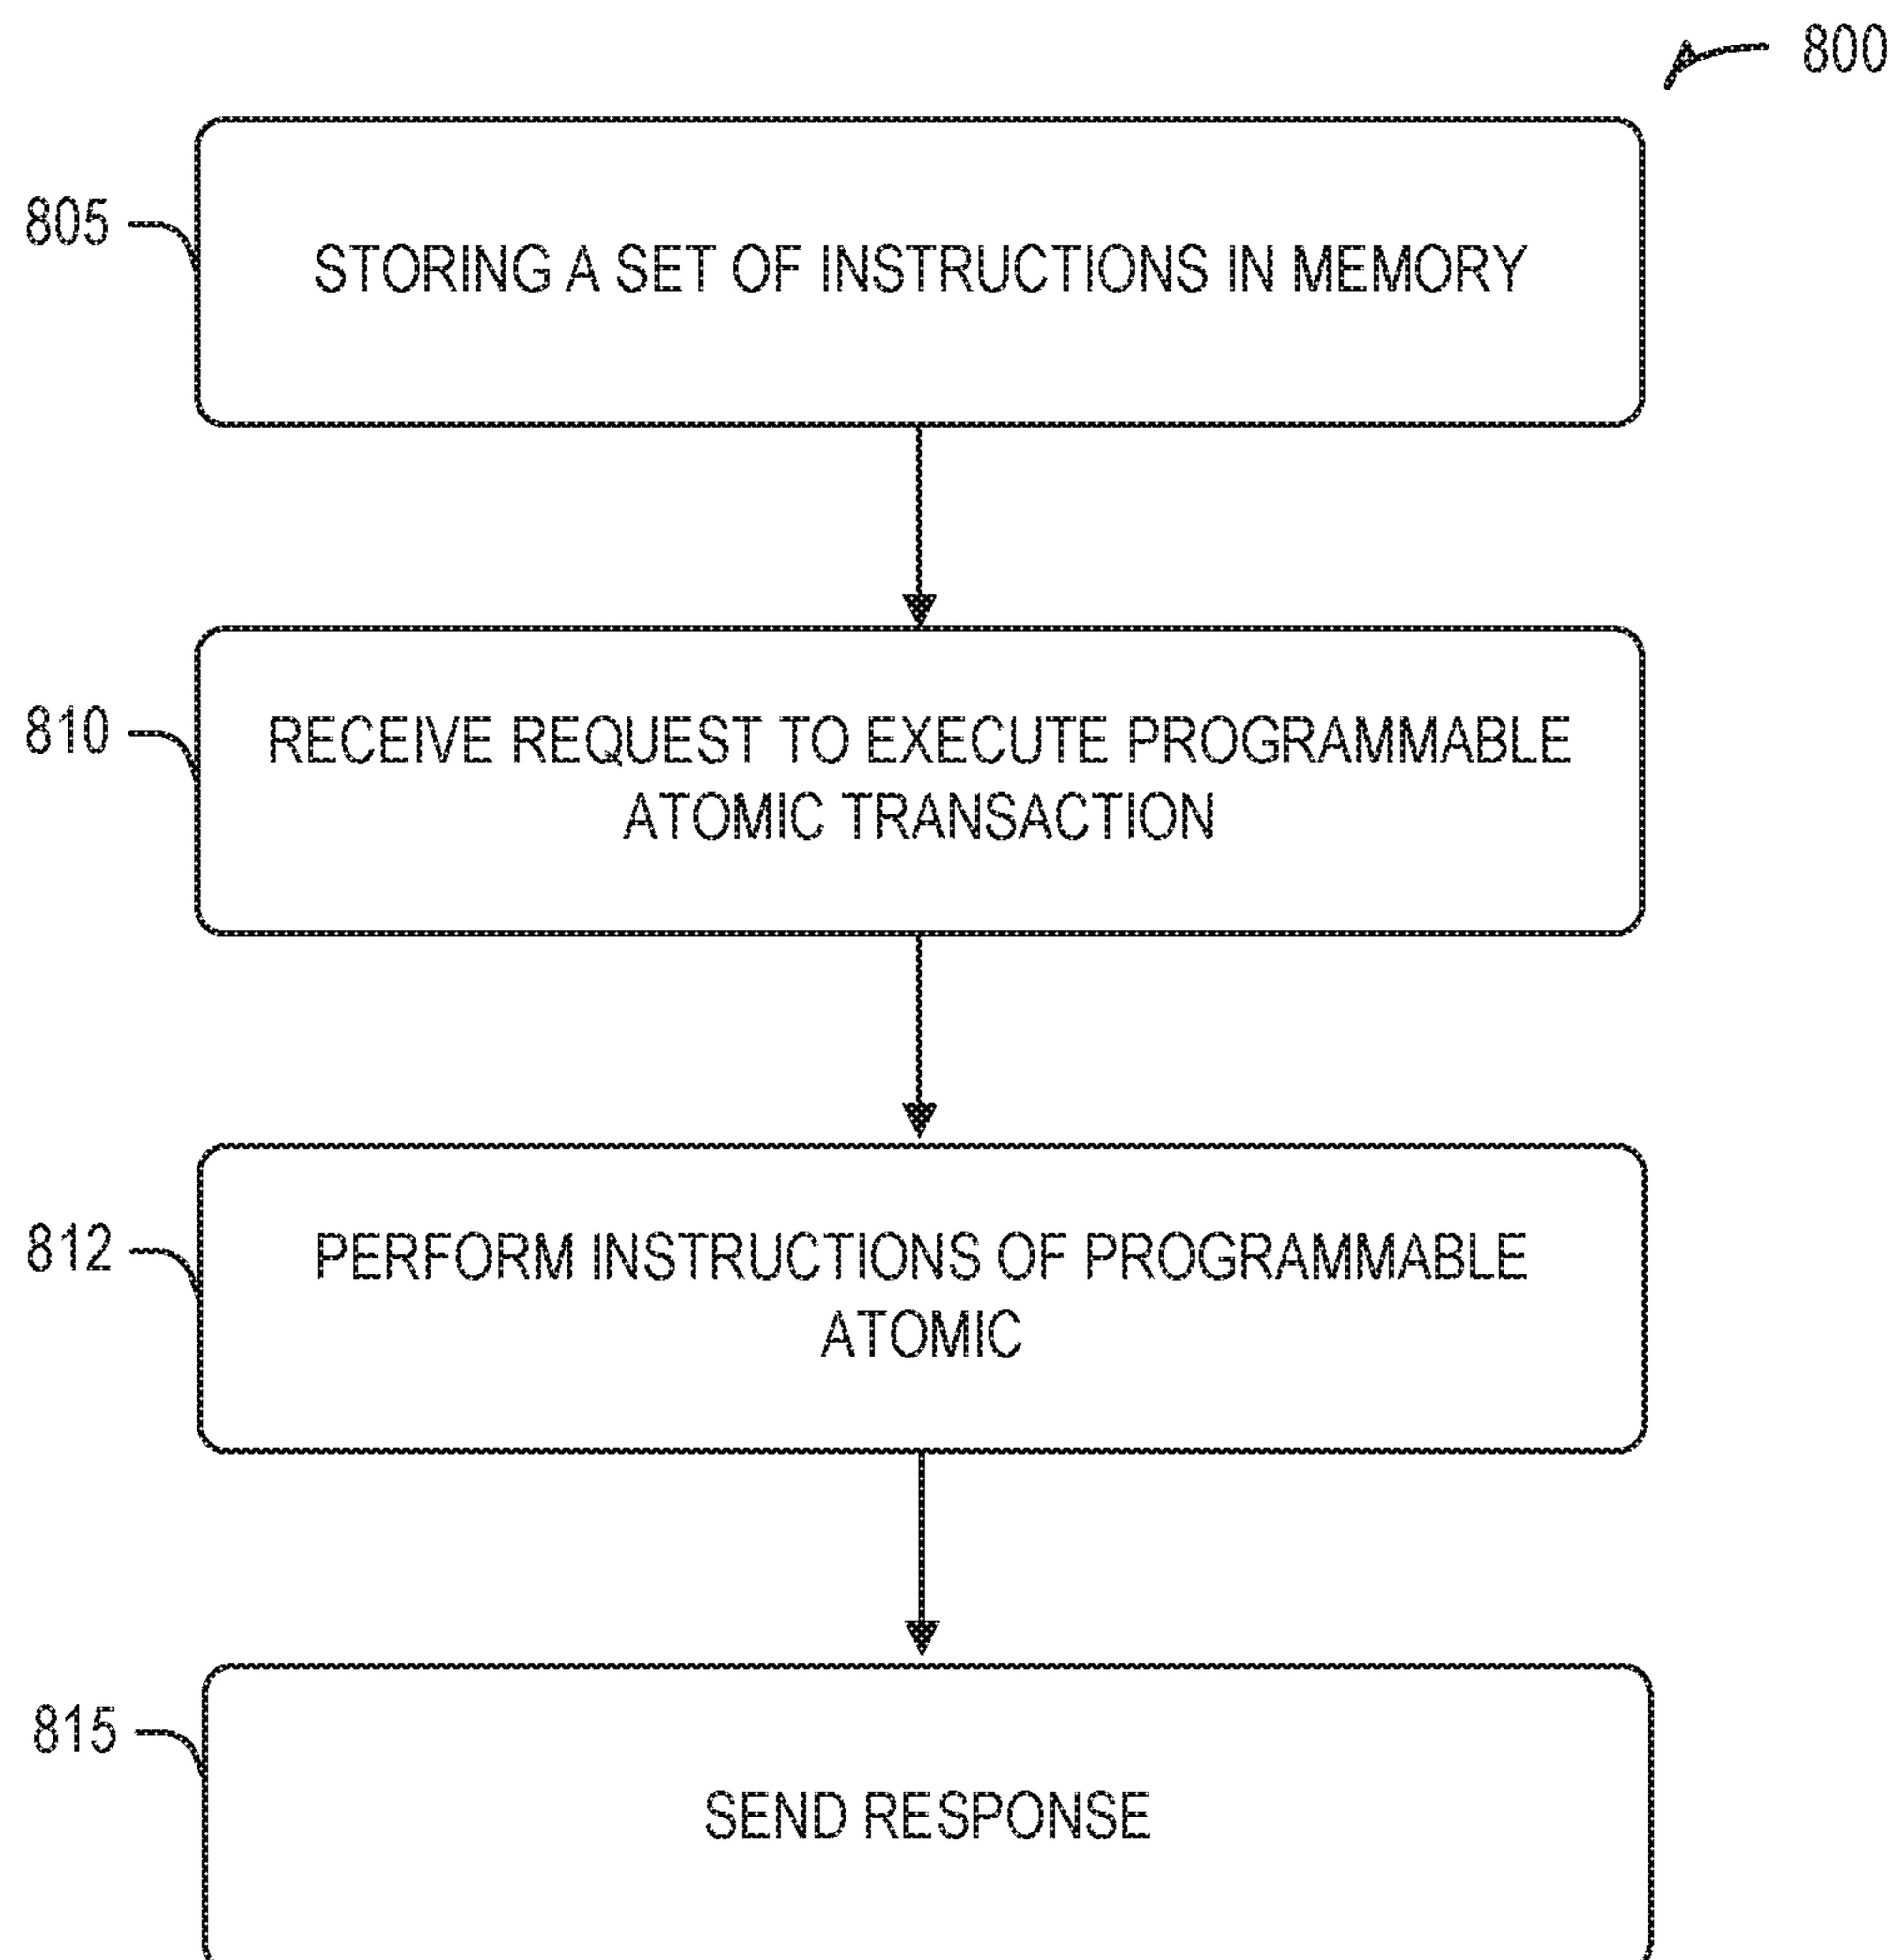 800
805
STORING A SET OF INSTRUCTIONS IN MEMORY
810
RECEIVE REQUEST TO EXECUTE PROGRAMMABLE
ATOMIC TRANSACTION
812
PERFORM INSTRUCTIONS OF PROGRAMMABLE
ATOMIC
815
SEND RESPONSE